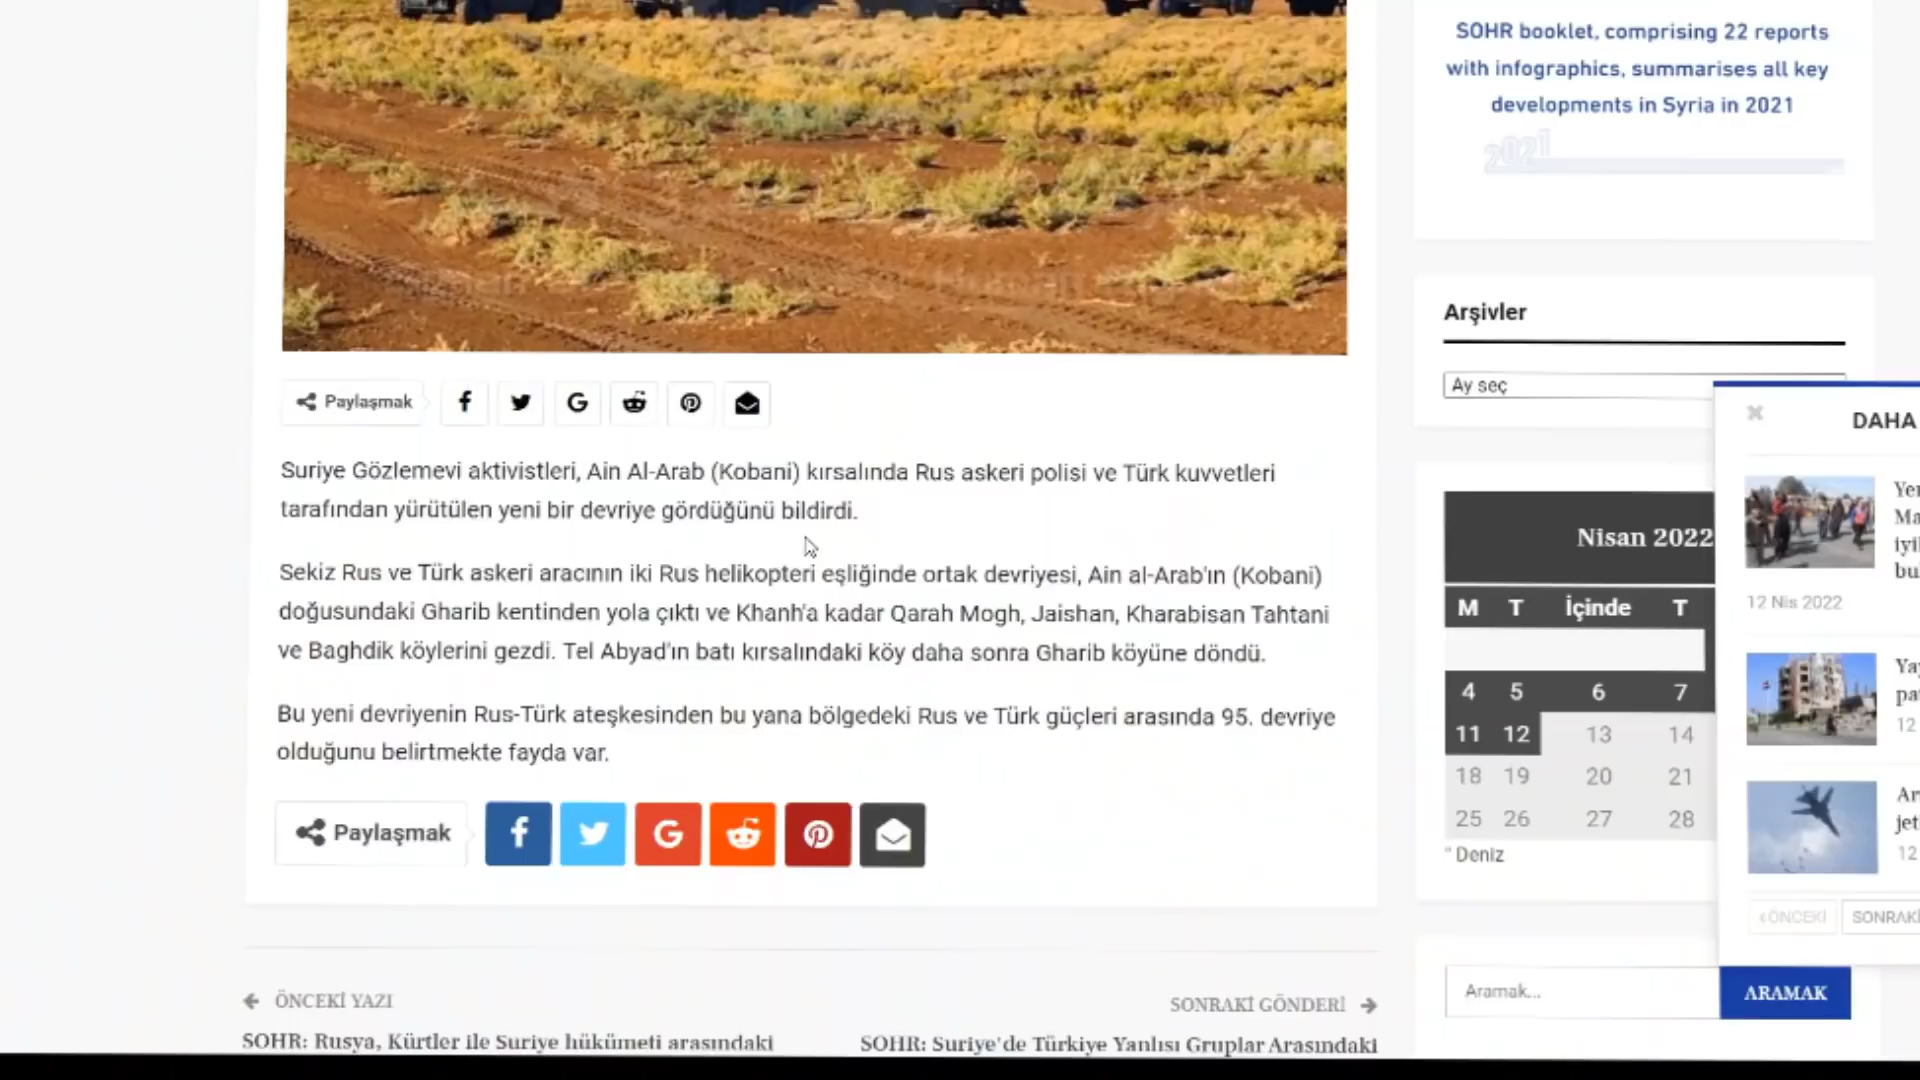 SOHR booklet, comprising 22 reports
with infographics, summarises all key
developments in Syria in 2021
2021
Arşivler
Ay seç
Paylaşmak
Suriye Gözlemevi aktivistleri, Ain Al-Arab (Kobani) kırsalında Rus askeri polisi ve Türk kuvvetleri
tarafından yürütülen yeni bir devriye gördüğünü bildirdi.
Sekiz Rus ve Türk askeri aracının iki Rus helikopteri eşliğinde ortak devriyesi, Ain al-Arab'ın (Kobani)
doğusundaki Gharib kentinden yola çıktı ve Khanh'a kadar Qarah Mogh, Jaishan, Kharabisan Tahtani
ve Baghdik köylerini gezdi. Tel Abyad'ın batı kırsalındaki köy daha sonra Gharib köyüne döndü.
Bu yeni devriyenin Rus-Türk ateşkesinden bu yana bölgedeki Rus ve Türk güçleri arasında 95. devriye
olduğunu belirtmekte fayda var.
Paylaşmak
Nisan 2022
M T İçinde T
4 5 6 7
11 12 13 14
18 19 20 21
25 26 27 28
" Deniz
DAHA
12 Nis 2022
12
12
ÖNCEKİ
SONRAKİ
Aramak...
ARAMAK
ÖNCEKİ YAZI
SOHR: Rusya, Kürtler ile Suriye hükümeti arasındaki
SONRAKİ GÖNDERİ
SOHR: Suriye'de Türkiye Yanlısı Gruplar Arasındaki